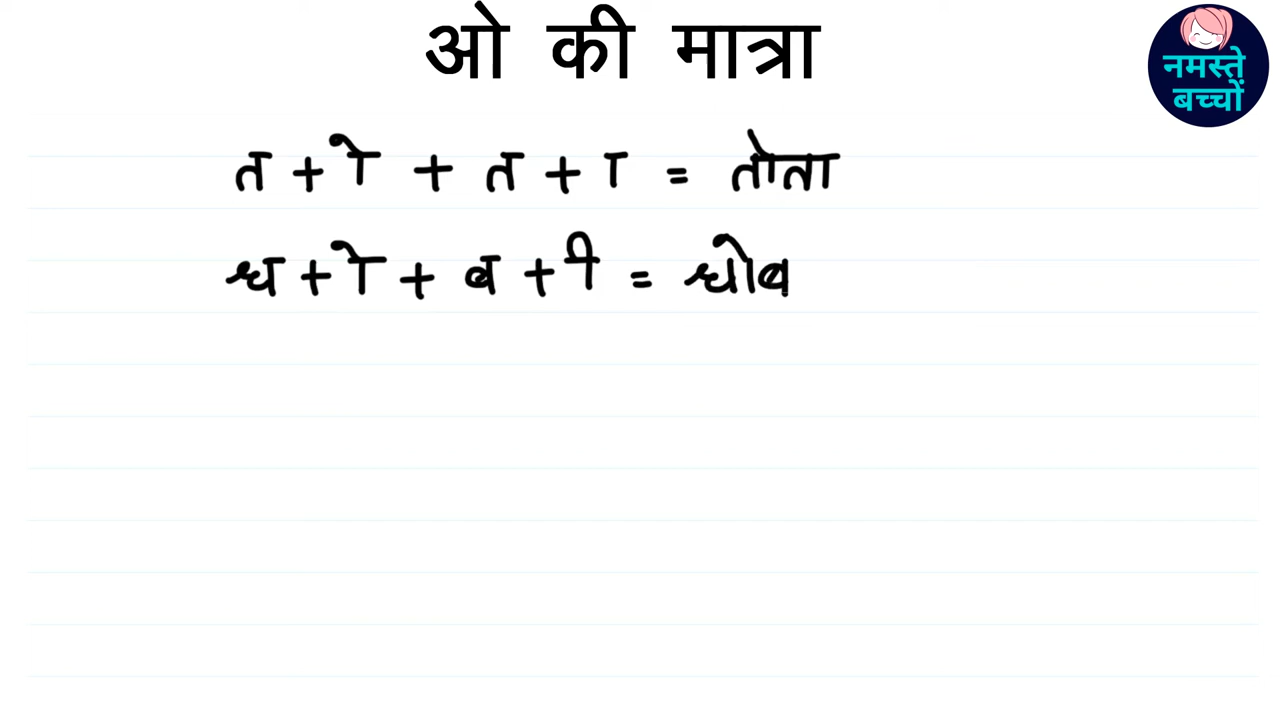 ओ की मात्रा
नमस्ते
बच्चों
त + ो + त + ा = तोता
ध + ो + ब + ी = धोब